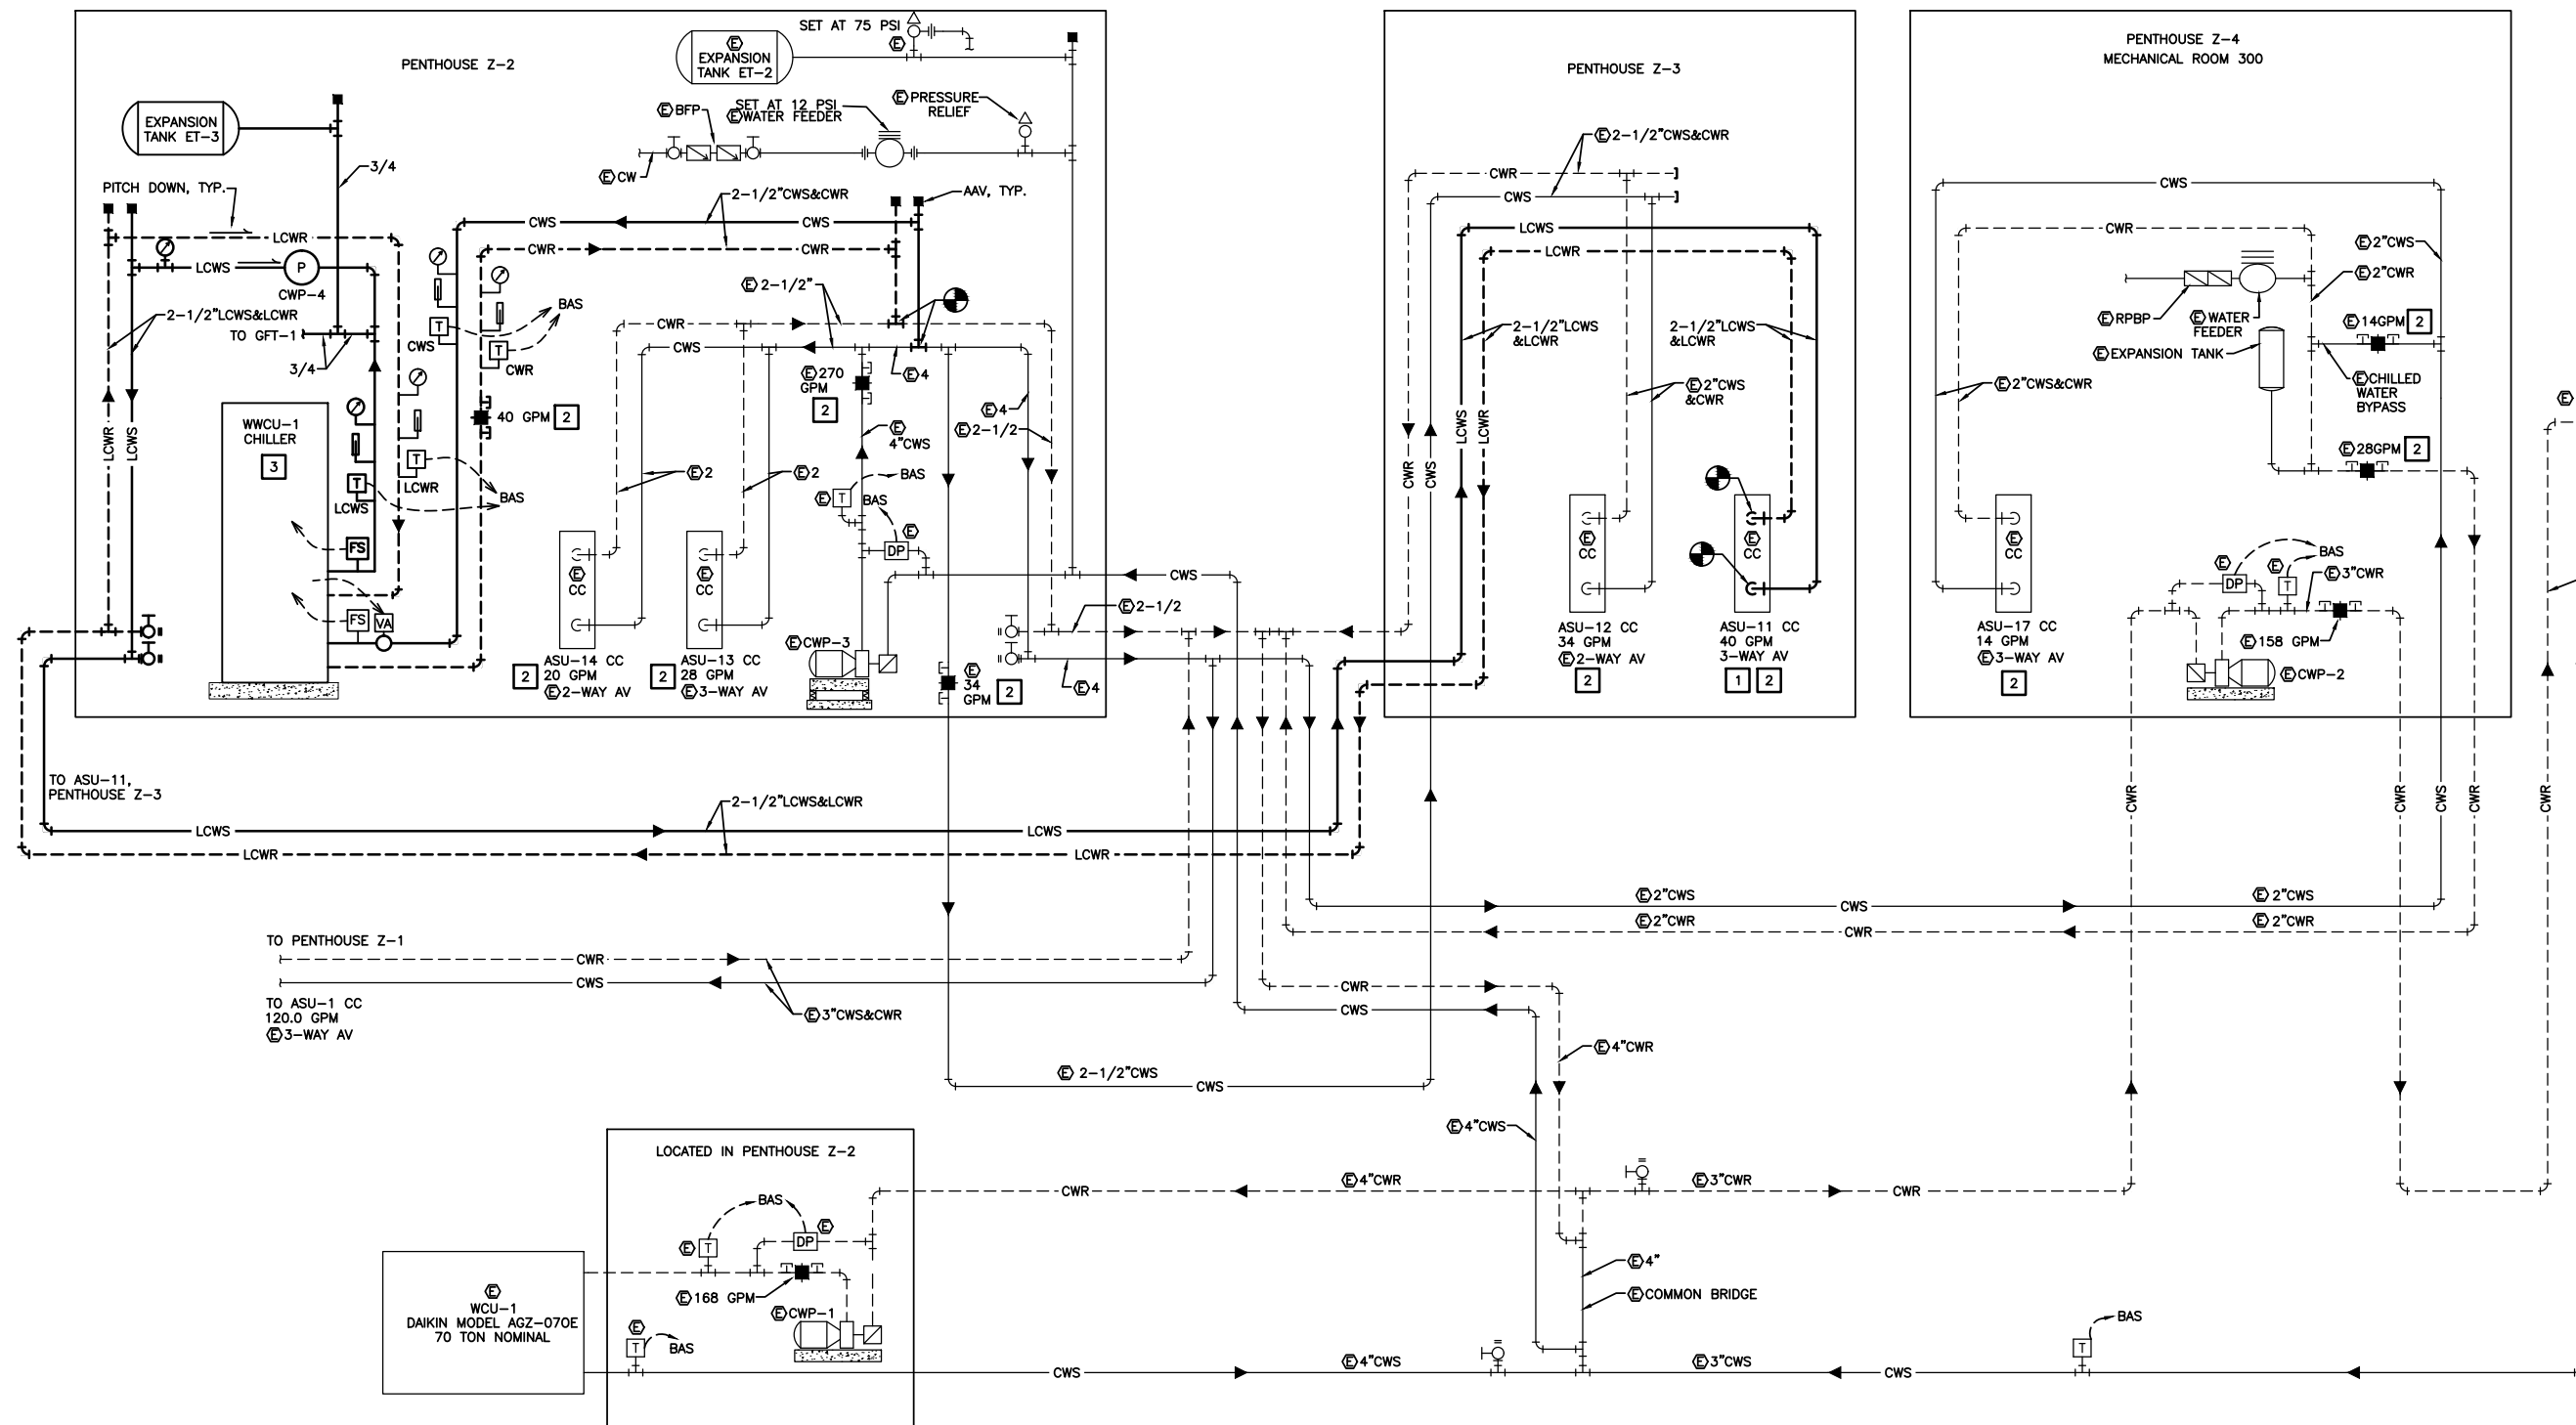 PENTHOUSE Z-2
EXPANSION
TANK ET-3
3/4
PITCH DOWN, TYP.
LCWR
LCWS
P
CWP-4
2-1/2"LCWS&LCWR
TO GFT-1
3/4
LCWR
LCWS
WWCU-1
CHILLER
3
T
LCWS
T
LCWR
BAS
FS
FS
VA
SET AT 75 PSI
E
E
EXPANSION
TANK ET-2
E BFP
SET AT 12 PSI
E WATER FEEDER
E PRESSURE
RELIEF
E CW
2-1/2"CWS&CWR
AAV, TYP.
CWS
CWS
CWR
CWR
T
CWS
T
CWR
BAS
40 GPM 2
E 2-1/2"
CWR
CWS
E 270
GPM
2
E 4
E 4
E 2-1/2
E
4"CWS
E 2
E 2
BAS
E T
BAS
E
DP
E
CC
E
CC
CWS
E CWP-3
E 2-1/2
E
34
GPM
2
E 4
2
ASU-14 CC
20 GPM
E 2-WAY AV
2
ASU-13 CC
28 GPM
E 3-WAY AV
PENTHOUSE Z-3
E 2-1/2"CWS&CWR
CWR
CWS
LCWS
LCWR
2-1/2"LCWS
&LCWR
2-1/2"LCWS
&LCWR
E 2"CWS
&CWR
CWR
CWS
LCWS
LCWR
E
CC
E
CC
ASU-12 CC
34 GPM
E 2-WAY AV
2
ASU-11 CC
40 GPM
3-WAY AV
1 2
PENTHOUSE Z-4
MECHANICAL ROOM 300
CWS
CWR
E 2"CWS
E 2"CWR
E RPBP
E WATER
FEEDER
E 14GPM 2
E EXPANSION TANK
E CHILLED
WATER
BYPASS
E 2"CWS&CWR
E 28GPM 2
E
CC
E
DP
E
T
BAS
E 3"CWR
E 158 GPM
E CWP-2
ASU-17 CC
14 GPM
E 3-WAY AV
2
E
CWR
CWR
CWS
CWR
CWR
TO ASU-11,
PENTHOUSE Z-3
2-1/2"LCWS&LCWR
LCWS
LCWS
LCWR
LCWR
E 2"CWS
CWS
E 2"CWS
E 2"CWR
CWR
E 2"CWR
TO PENTHOUSE Z-1
CWR
CWS
TO ASU-1 CC
120.0 GPM
E 3-WAY AV
E 3"CWS&CWR
CWR
CWS
E 4"CWR
E 2-1/2"CWS
CWS
E 4"CWS
LOCATED IN PENTHOUSE Z-2
CWR
E 4"CWR
E 3"CWR
CWR
BAS
E T
DP
E
E 168 GPM
E CWP-1
E
T
BAS
E
WCU-1
DAIKIN MODEL AGZ-070E
70 TON NOMINAL
E 4"
E COMMON BRIDGE
CWS
E 4"CWS
E 3"CWS
CWS
T
BAS